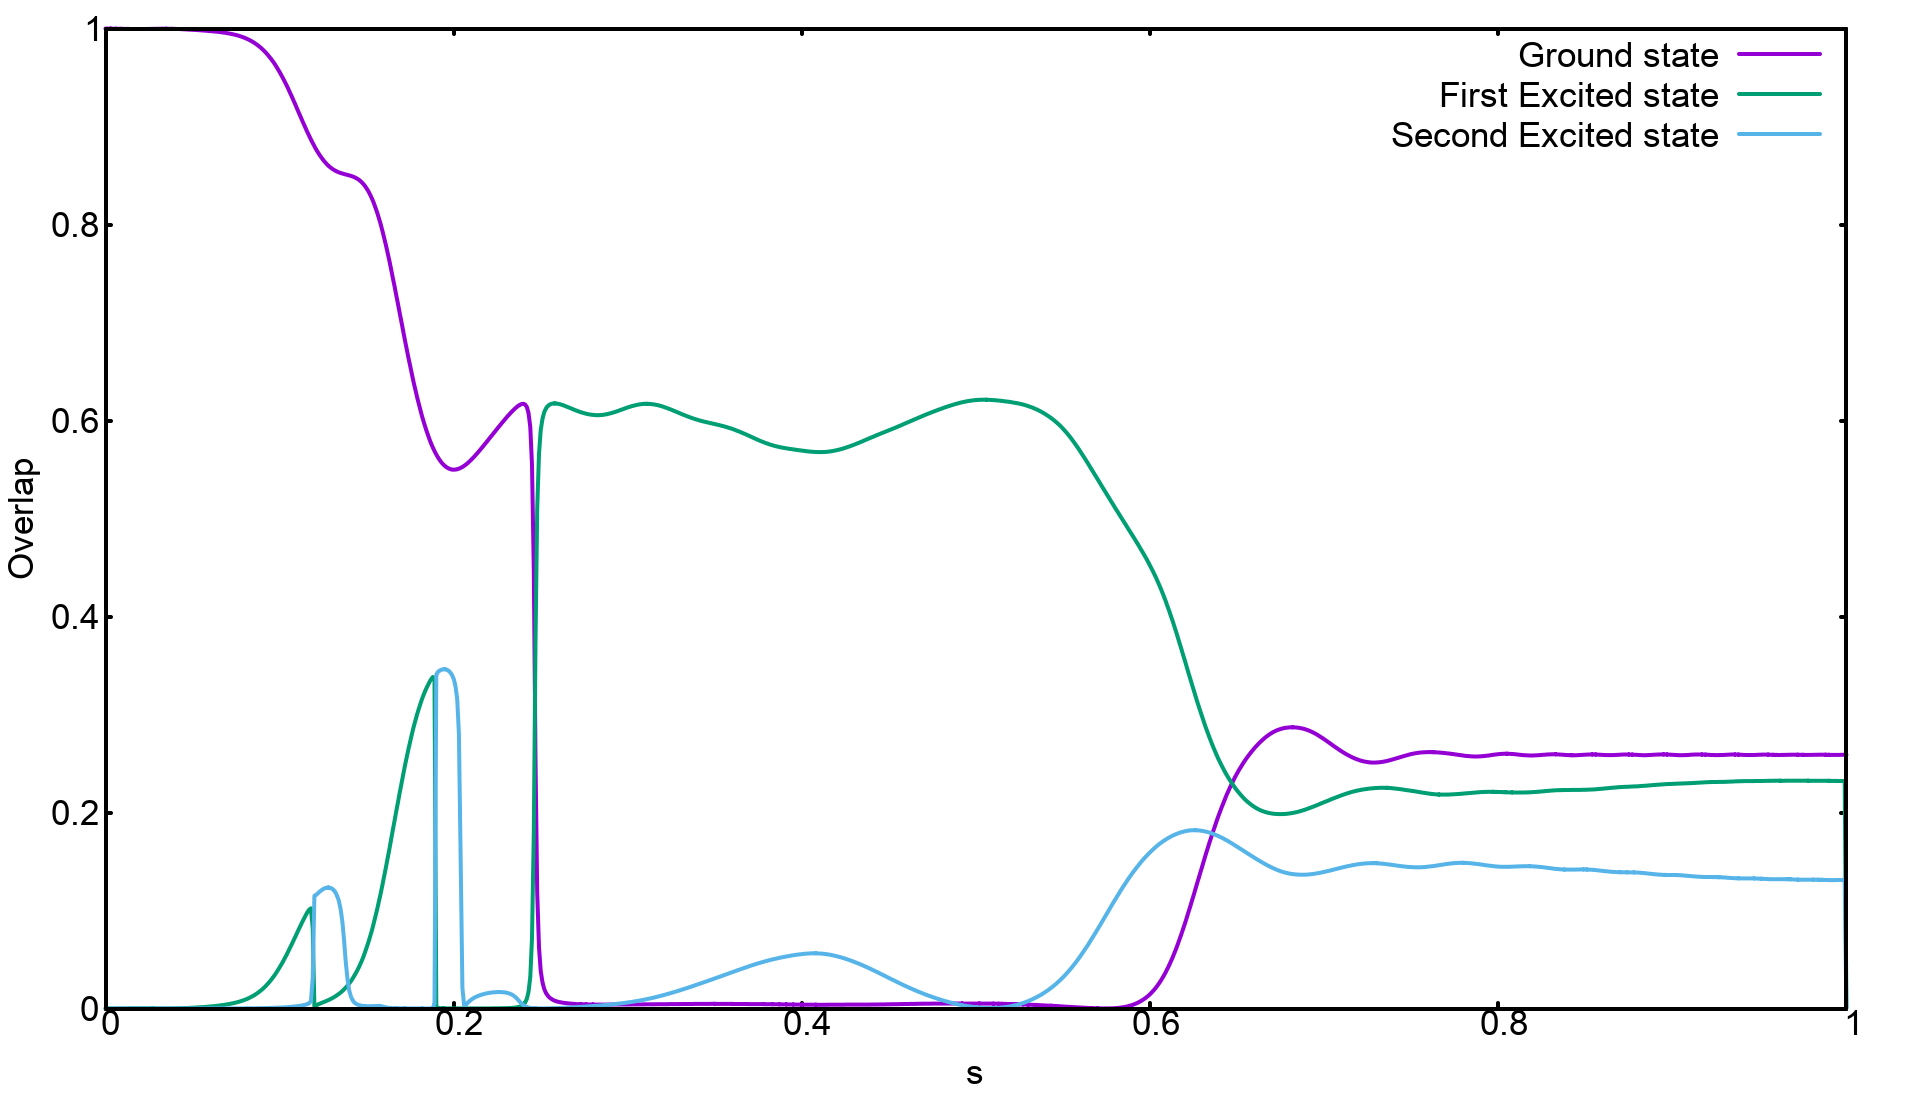 1
0.8
0.6
0.4
0.2
0
Overlap
0 0.2 0.4 0.6 0.8 1
s
Ground state
First Excited state
Second Excited state